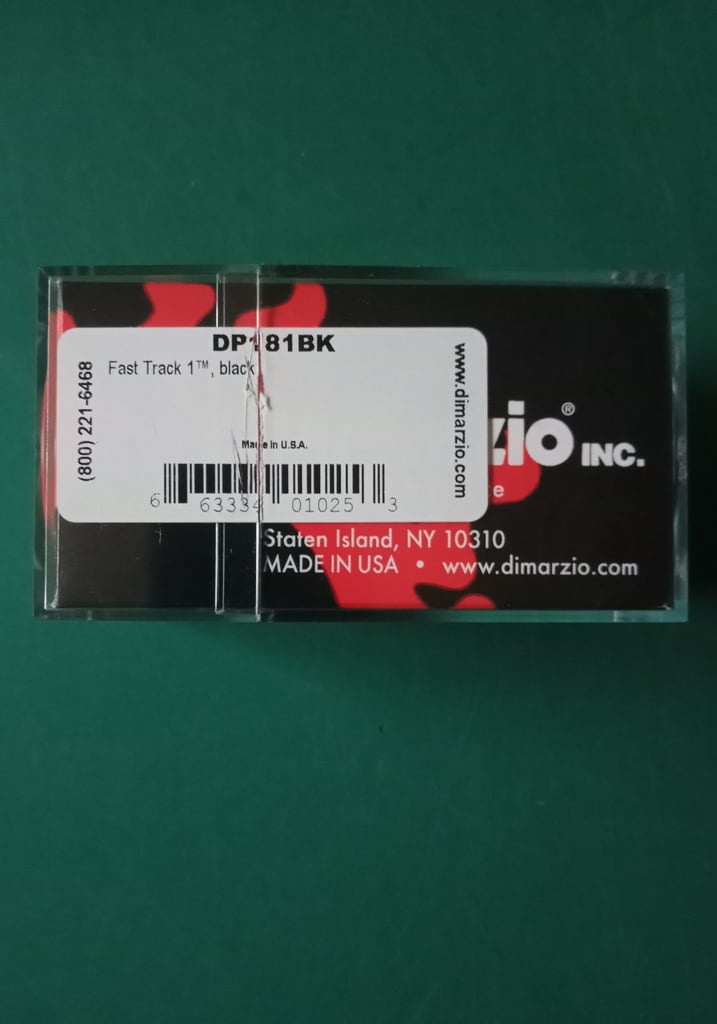 DP181BK
Fast Track 1™, black
(800) 221-6468
www.dimarzio.com
Made in U.S.A.
6 63334 01025 3
zio® INC.
Staten Island, NY 10310
MADE IN USA • www.dimarzio.com